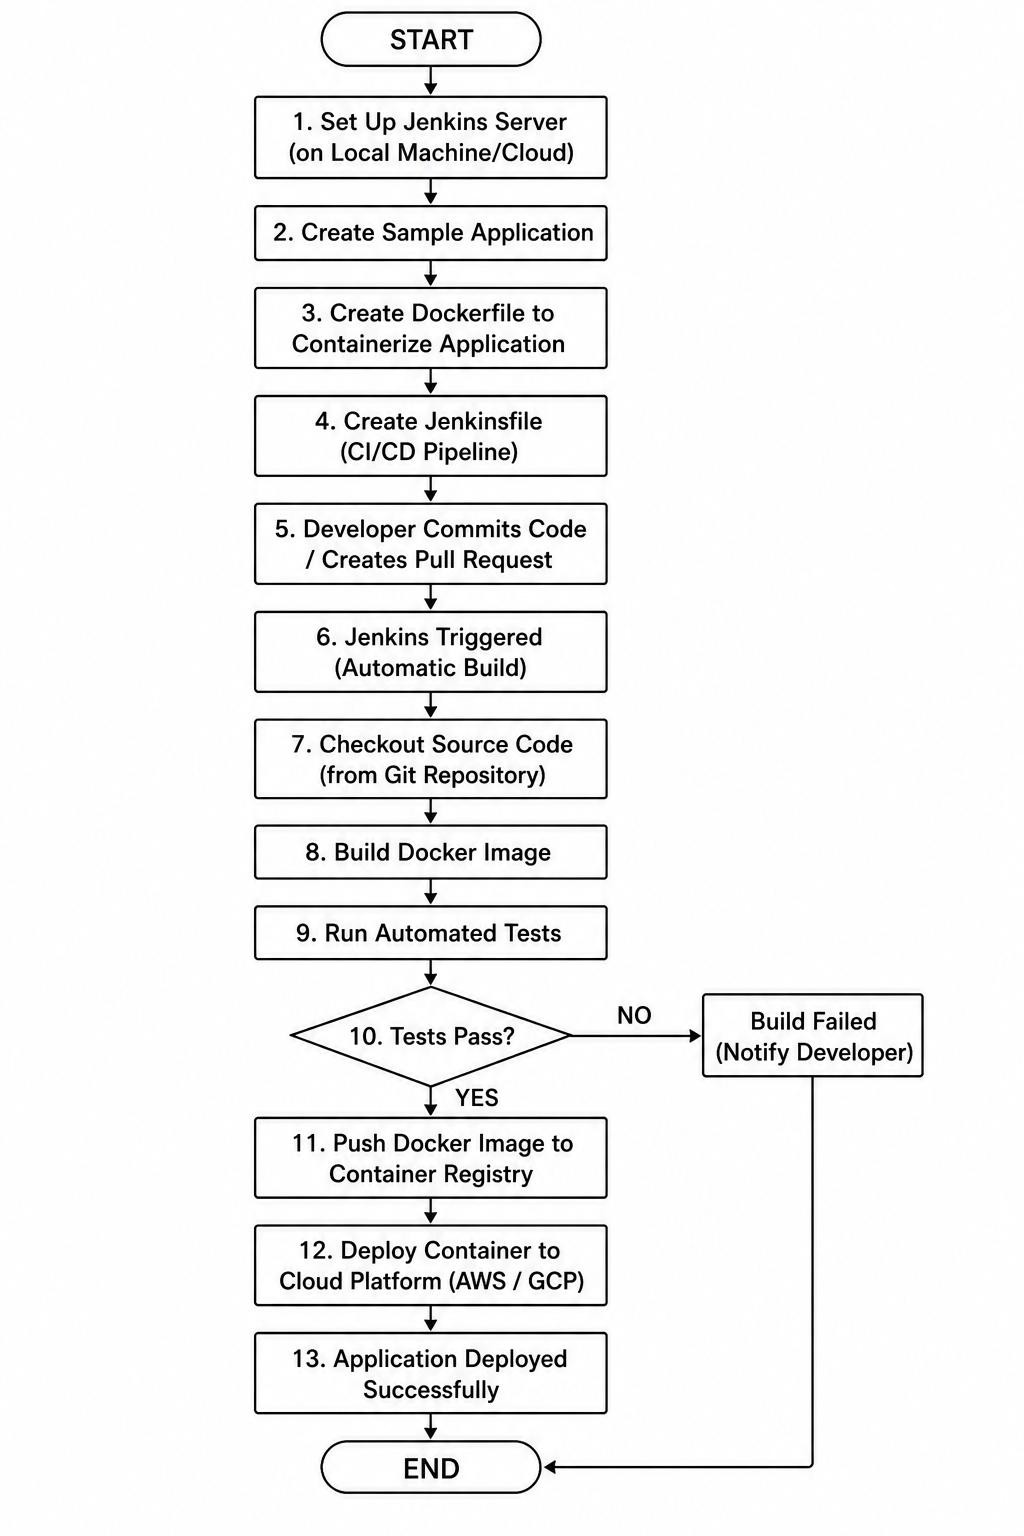 START
1. Set Up Jenkins Server
(on Local Machine/Cloud)
2. Create Sample Application
3. Create Dockerfile to
Containerize Application
4. Create Jenkinsfile
(CI/CD Pipeline)
5. Developer Commits Code
/ Creates Pull Request
6. Jenkins Triggered
(Automatic Build)
7. Checkout Source Code
(from Git Repository)
8. Build Docker Image
9. Run Automated Tests
10. Tests Pass?
NO
Build Failed
(Notify Developer)
YES
11. Push Docker Image to
Container Registry
12. Deploy Container to
Cloud Platform (AWS / GCP)
13. Application Deployed
Successfully
END